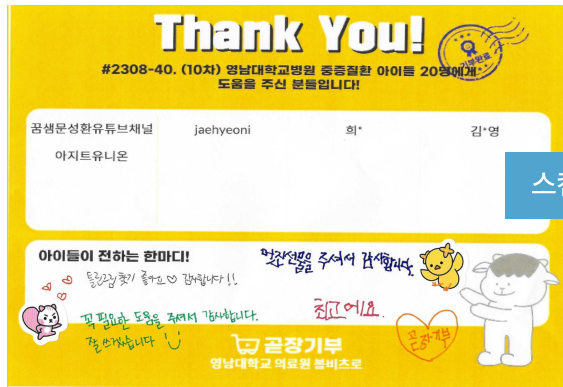 Thank You!
기부완료
#2308-40. (10차) 영남대학교병원 중증질환 아이들 20명에게
도움을 주신 분들입니다!
꿈샘문성환유튜브채널 jaehyeoni 희* 김*영
아지트유니온
스캔
아이들이 전하는 한마디!
틀린그림찾기 좋아요♡ 감사합니다!!
멋진선물을 주셔서 감사합니다.
꼭 필요한 도움을 주셔서 감사합니다.
잘 쓰겠습니다
최고예요.
곧장기부
곧장기부
영남대학교 의료원 봄비츠로